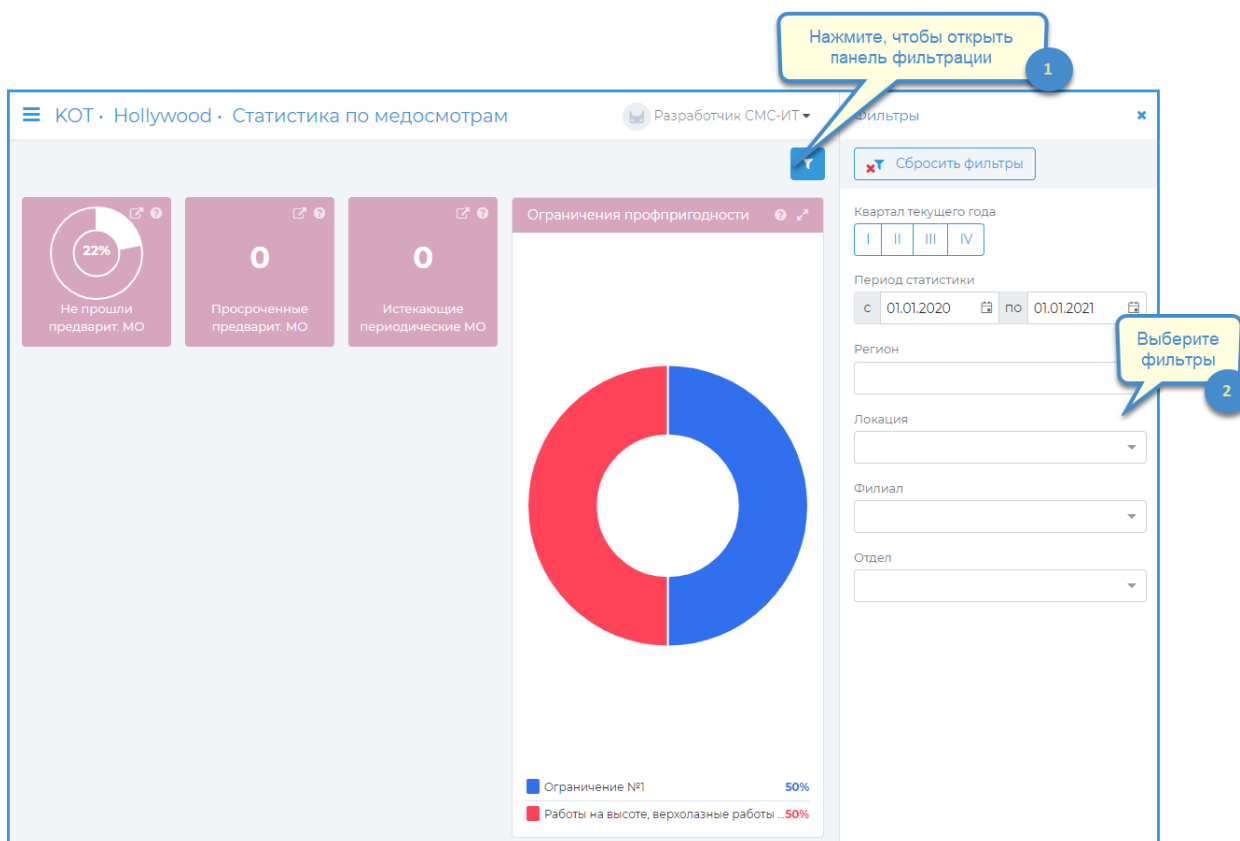 Нажмите, чтобы открыть
панель фильтрации
1
КОТ · Hollywood · Статистика по медосмотрам
Разработчик СМС-ИТ
Фильтры
Сбросить фильтры
22%
Не прошли
предварит. МО
0
Просроченные
предварит. МО
0
Истекающие
периодические МО
Ограничения профпригодности
Квартал текущего года
I II III IV
Период статистики
с 01.01.2020 по 01.01.2021
Выберите
фильтры
2
Регион
Локация
Филиал
Отдел
Ограничение №1 50%
Работы на высоте, верхолазные работы ...50%